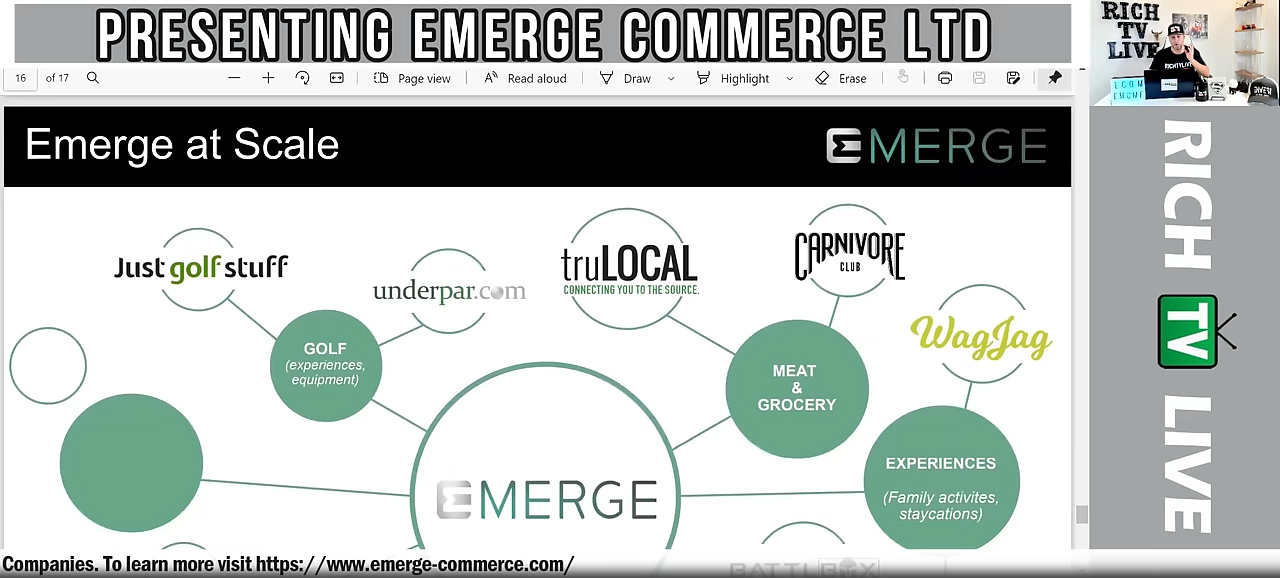 PRESENTING EMERGE COMMERCE LTD
16 of 17 Page view Read aloud Draw Highlight Erase
Emerge at Scale
EMERGE
Just golf stuff
underpar.com
truLOCAL
CONNECTING YOU TO THE SOURCE.
CARNIVORE
CLUB
WagJag
GOLF
(experiences,
equipment)
MEAT
&
GROCERY
EXPERIENCES
(Family activites,
staycations)
EMERGE
BATTLBOX
Companies. To learn more visit https://www.emerge-commerce.com/
RICH
TV
LIVE
RICH TV LIVE